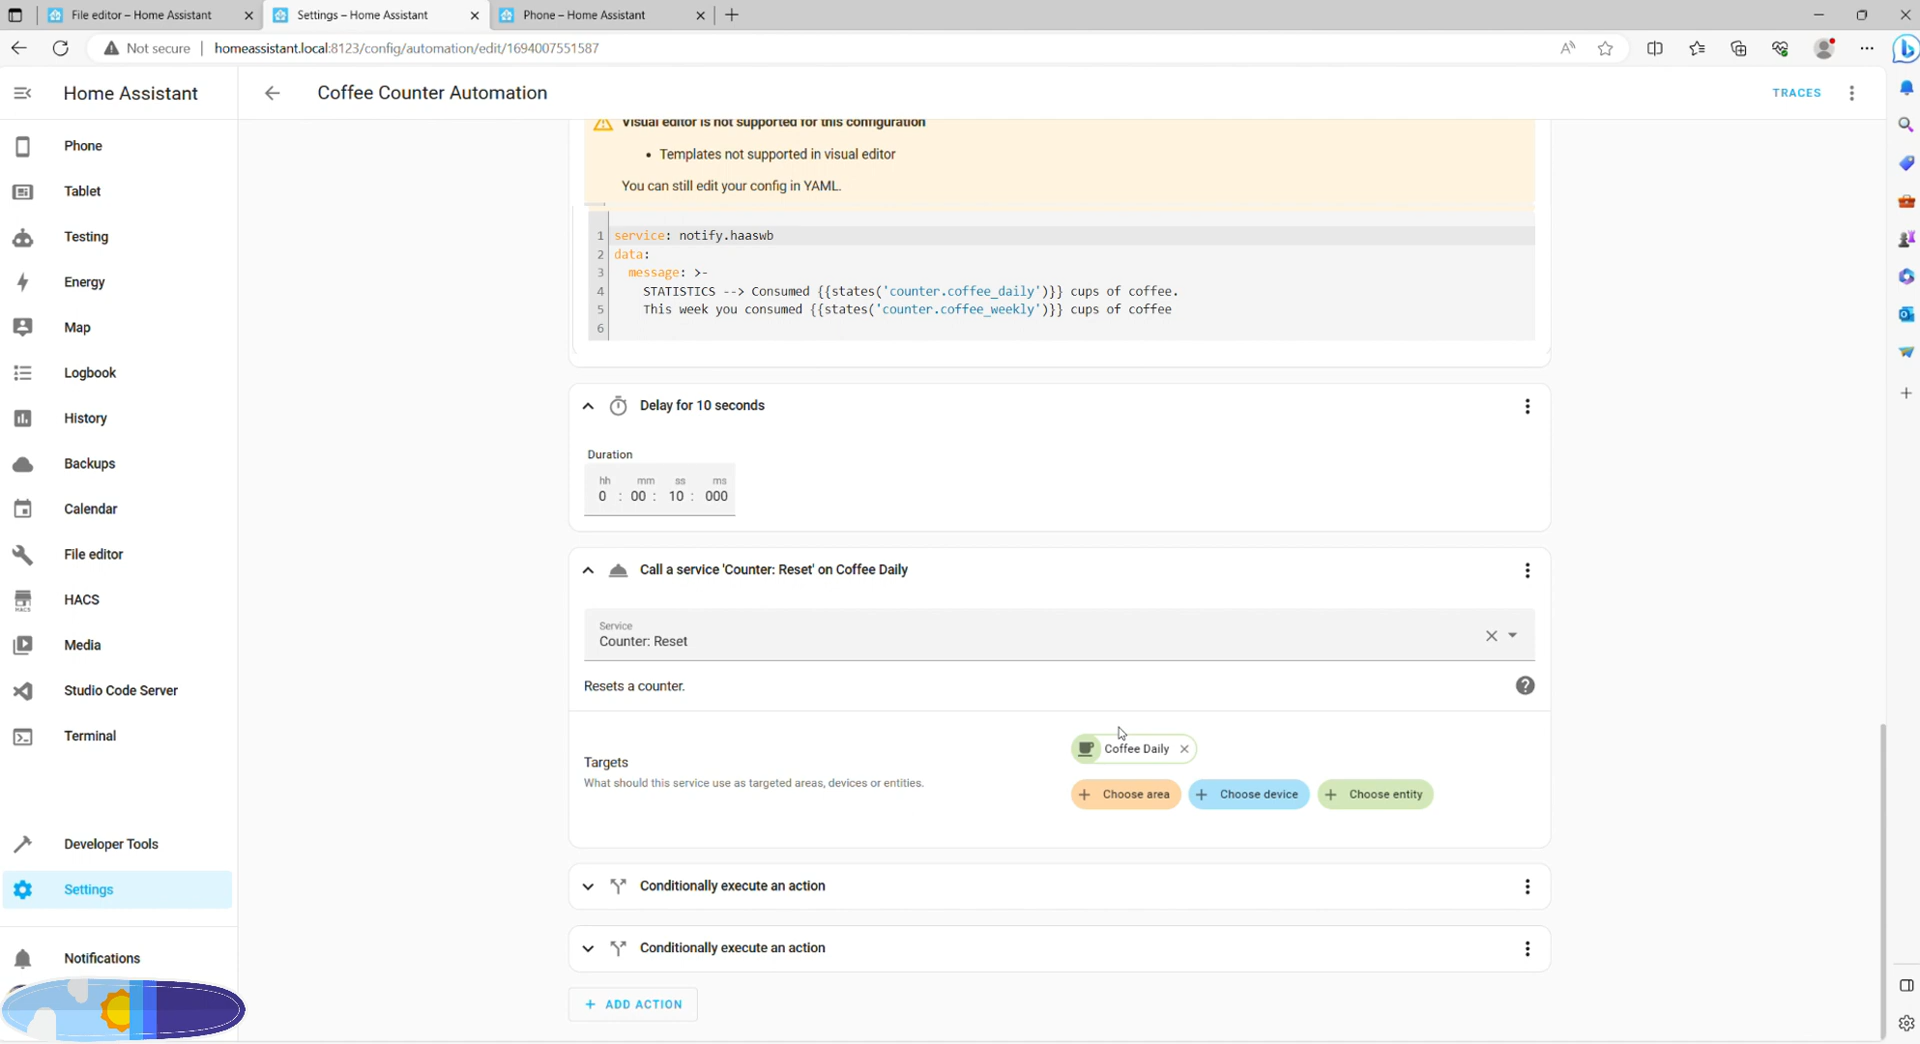 File editor – Home Assistant
Settings – Home Assistant
Phone – Home Assistant
Not secure
homeassistant.local:8123/config/automation/edit/1694007551587
Home Assistant
Coffee Counter Automation
TRACES
Phone
Tablet
Testing
Energy
Map
Logbook
History
Backups
Calendar
File editor
HACS
Media
Studio Code Server
Terminal
Developer Tools
Settings
Notifications
Visual editor is not supported for this configuration
• Templates not supported in visual editor
You can still edit your config in YAML.
1 service: notify.haaswb
2 data:
3 message: >-
4 STATISTICS --> Consumed {{states('counter.coffee_daily')}} cups of coffee.
5 This week you consumed {{states('counter.coffee_weekly')}} cups of coffee
6
Delay for 10 seconds
Duration
hh mm ss ms
0 : 00 : 10 : 000
Call a service 'Counter: Reset' on Coffee Daily
Service
Counter: Reset
Resets a counter.
Targets
What should this service use as targeted areas, devices or entities.
Coffee Daily
+ Choose area
+ Choose device
+ Choose entity
Conditionally execute an action
Conditionally execute an action
+ ADD ACTION